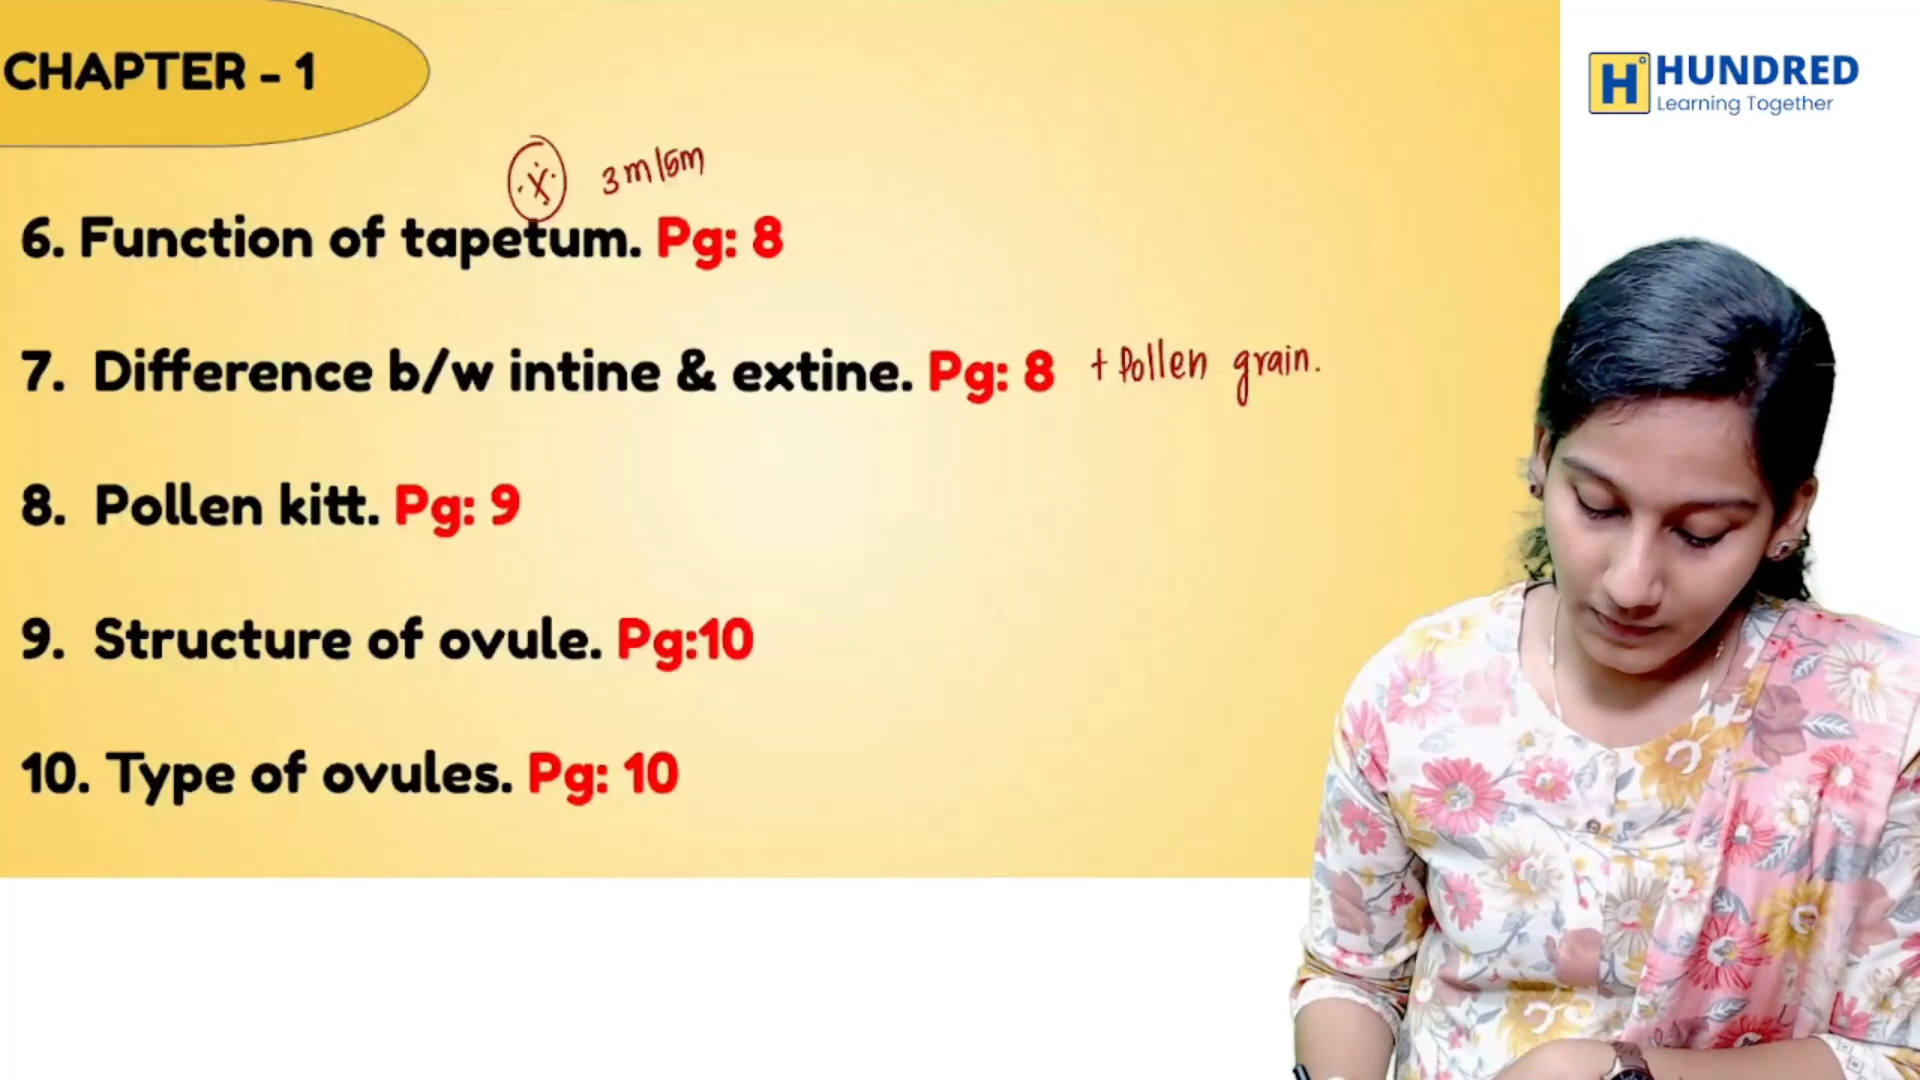 CHAPTER - 1
H HUNDRED
Learning Together
3m/5m
6. Function of tapetum. Pg: 8
7. Difference b/w intine & extine. Pg: 8 + Pollen grain.
8. Pollen kitt. Pg: 9
9. Structure of ovule. Pg:10
10. Type of ovules. Pg: 10